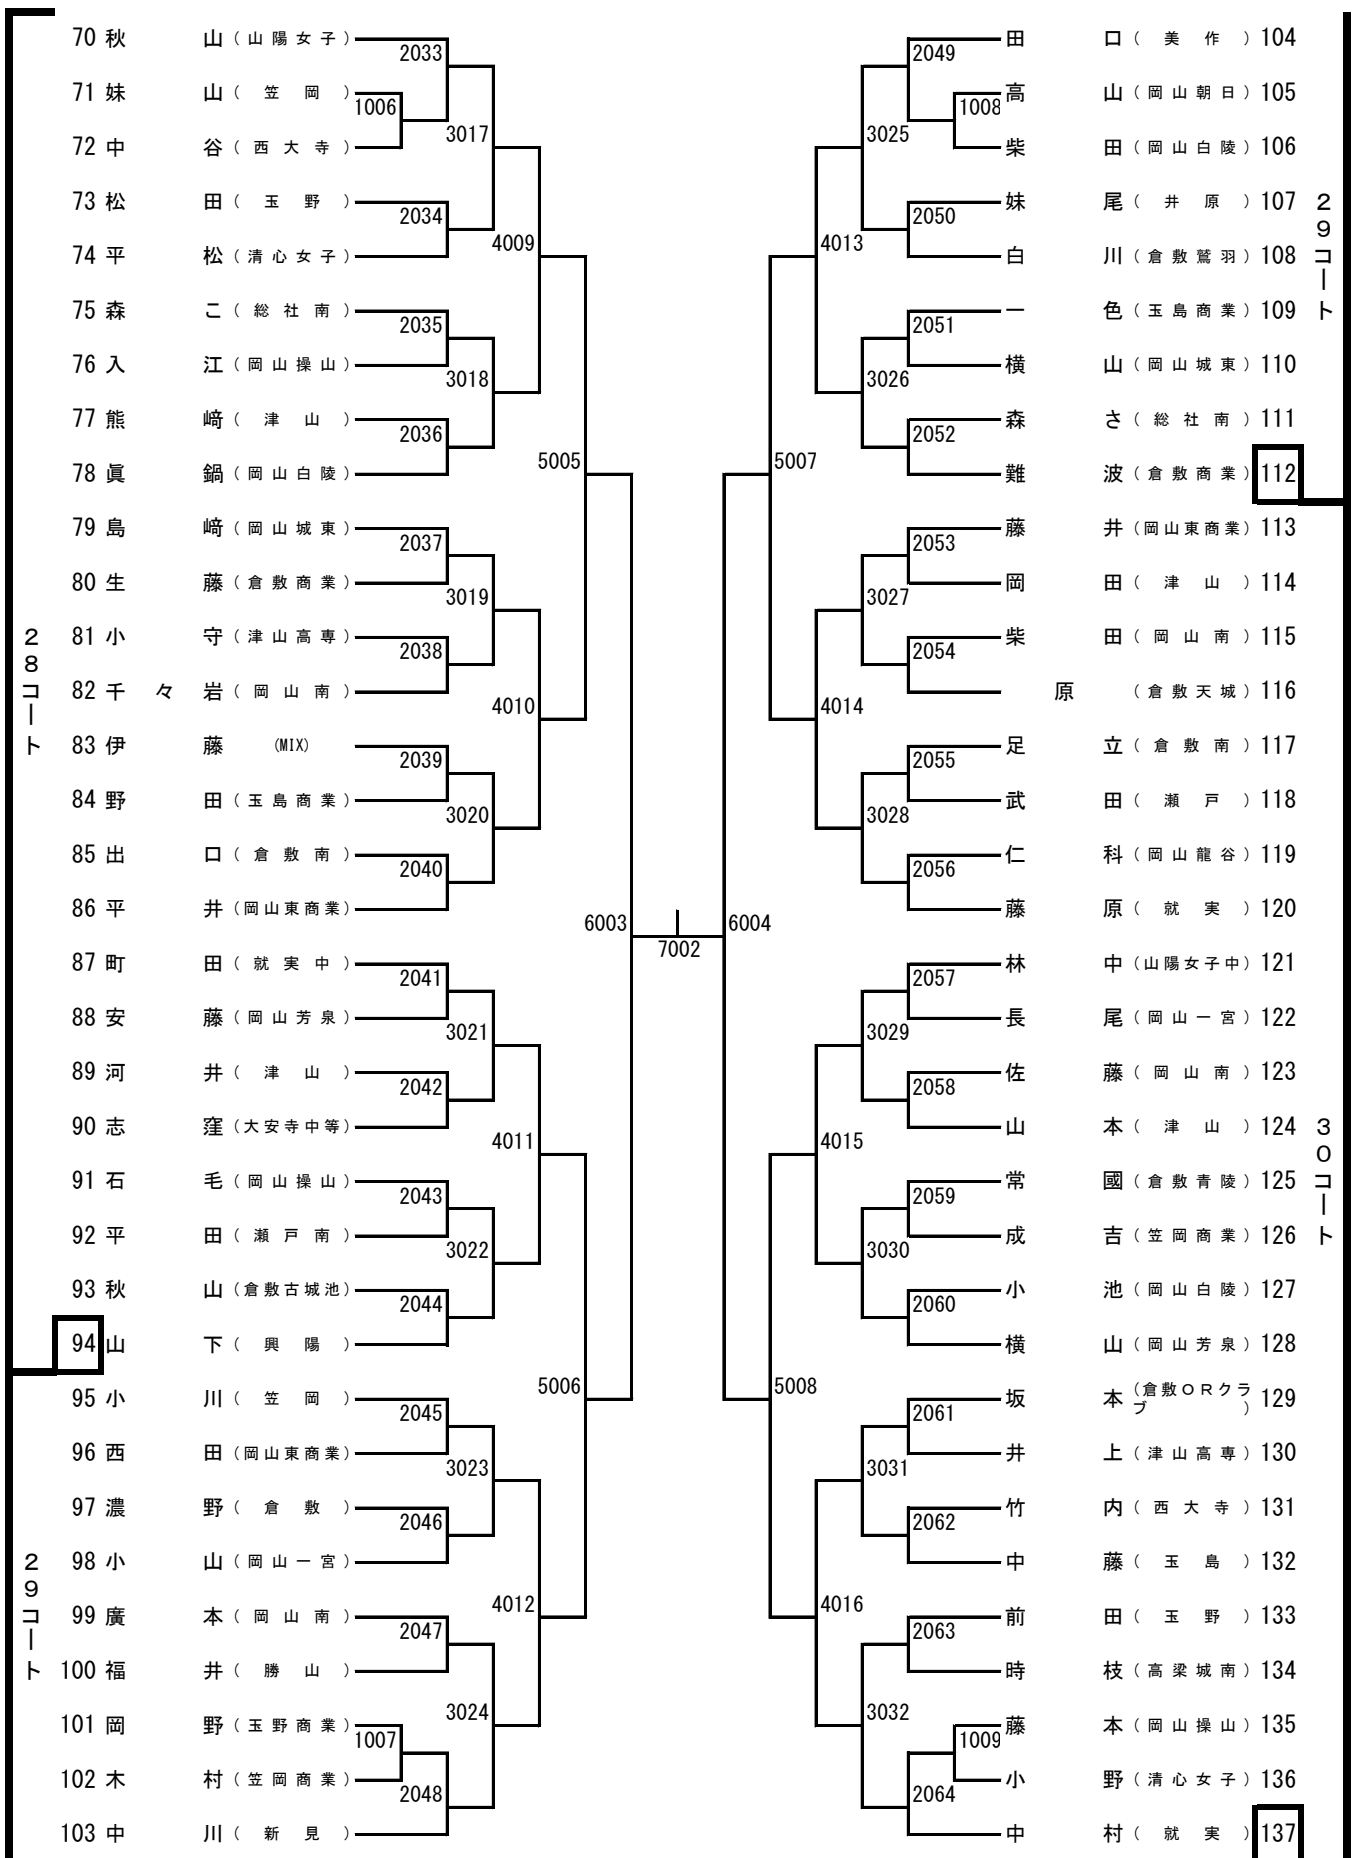 70 秋山（山陽女子）
2033
71 妹山（笠岡）
1006
72 中谷（西大寺）
3017
73 松田（玉野）
2034
74 平松（清心女子）
4009
75 森こ（総社南）
2035
76 入江（岡山操山）
3018
77 熊﨑（津山）
2036
78 眞鍋（岡山白陵）
5005
79 島﨑（岡山城東）
2037
80 生藤（倉敷商業）
3019
81 小守（津山高専）
2038
82 千々岩（岡山南）
4010
83 伊藤(MIX)
2039
84 野田（玉島商業）
3020
85 出口（倉敷南）
2040
86 平井（岡山東商業）
6003
87 町田（就実中）
2041
88 安藤（岡山芳泉）
3021
89 河井（津山）
2042
90 志窪（大安寺中等）
4011
91 石毛（岡山操山）
2043
92 平田（瀬戸南）
3022
93 秋山（倉敷古城池）
2044
94 山下（興陽）
5006
95 小川（笠岡）
2045
96 西田（岡山東商業）
3023
97 濃野（倉敷）
2046
98 小山（岡山一宮）
4012
99 廣本（岡山南）
2047
100 福井（勝山）
3024
101 岡野（玉野商業）
1007
102 木村（笠岡商業）
2048
103 中川（新見）
28コート
29コート
7002
田口（美作）104
2049
高山（岡山朝日）105
1008
柴田（岡山白陵）106
3025
妹尾（井原）107
2050
白川（倉敷鷲羽）108
4013
一色（玉島商業）109
2051
横山（岡山城東）110
3026
森さ（総社南）111
2052
難波（倉敷商業）112
5007
藤井（岡山東商業）113
2053
岡田（津山）114
3027
柴田（岡山南）115
2054
原（倉敷天城）116
4014
足立（倉敷南）117
2055
武田（瀬戸）118
3028
仁科（岡山龍谷）119
2056
藤原（就実）120
6004
林中（山陽女子中）121
2057
長尾（岡山一宮）122
3029
佐藤（岡山南）123
2058
山本（津山）124
4015
常國（倉敷青陵）125
2059
成吉（笠岡商業）126
3030
小池（岡山白陵）127
2060
横山（岡山芳泉）128
5008
坂本（倉敷ORクラブ）129
2061
井上（津山高専）130
3031
竹内（西大寺）131
2062
中藤（玉島）132
4016
前田（玉野）133
2063
時枝（高梁城南）134
3032
藤本（岡山操山）135
1009
小野（清心女子）136
2064
中村（就実）137
29コート
30コート